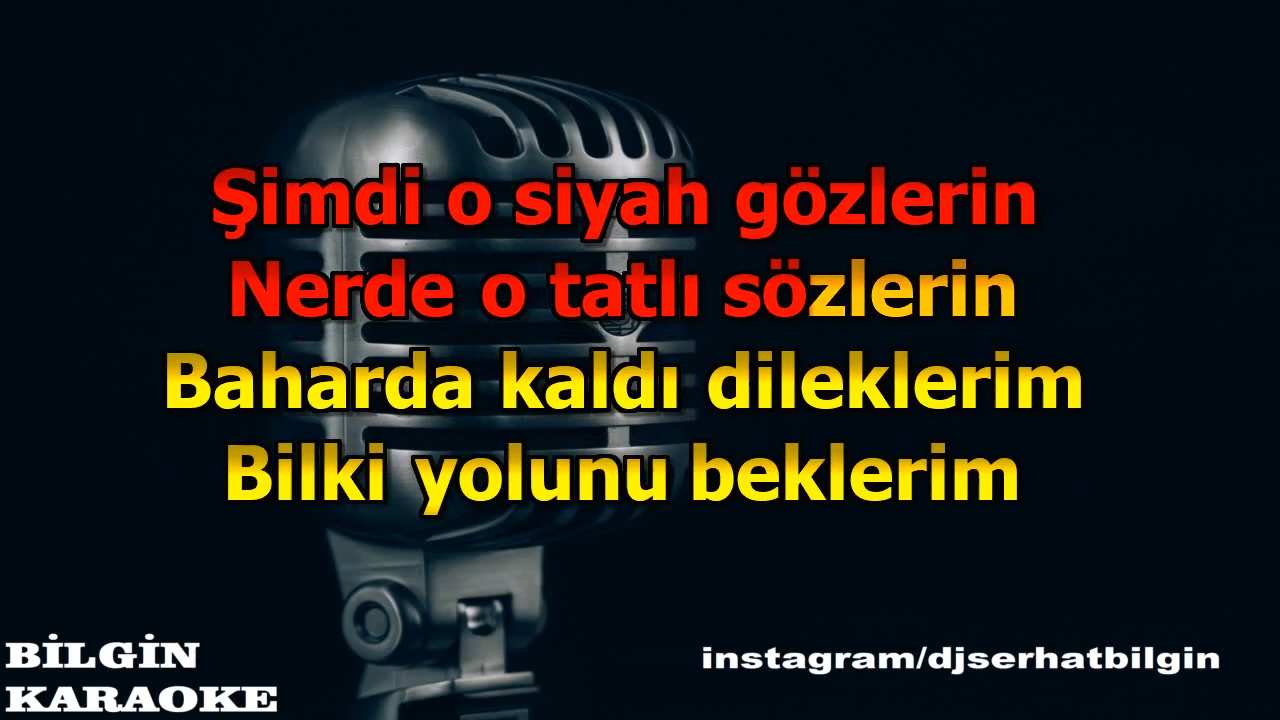 Şimdi o siyah gözlerin
Nerde o tatlı sözlerin
Baharda kaldı dileklerim
Bilki yolunu beklerim
BİLGİN
KARAOKE
instagram/djserhatbilgin